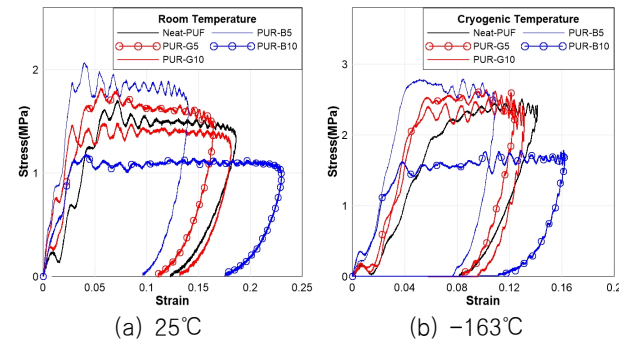 Room Temperature
Neat-PUF
PUR-B5
PUR-G5
PUR-B10
PUR-G10
Stress(MPa)
2
1
0
0
0.05
0.1
0.15
0.2
0.25
Strain
(a) 25℃
Cryogenic Temperature
Neat-PUF
PUR-B5
PUR-G5
PUR-B10
PUR-G10
Stress(MPa)
3
2
1
0
0
0.04
0.08
0.12
0.16
0.2
Strain
(b) -163℃